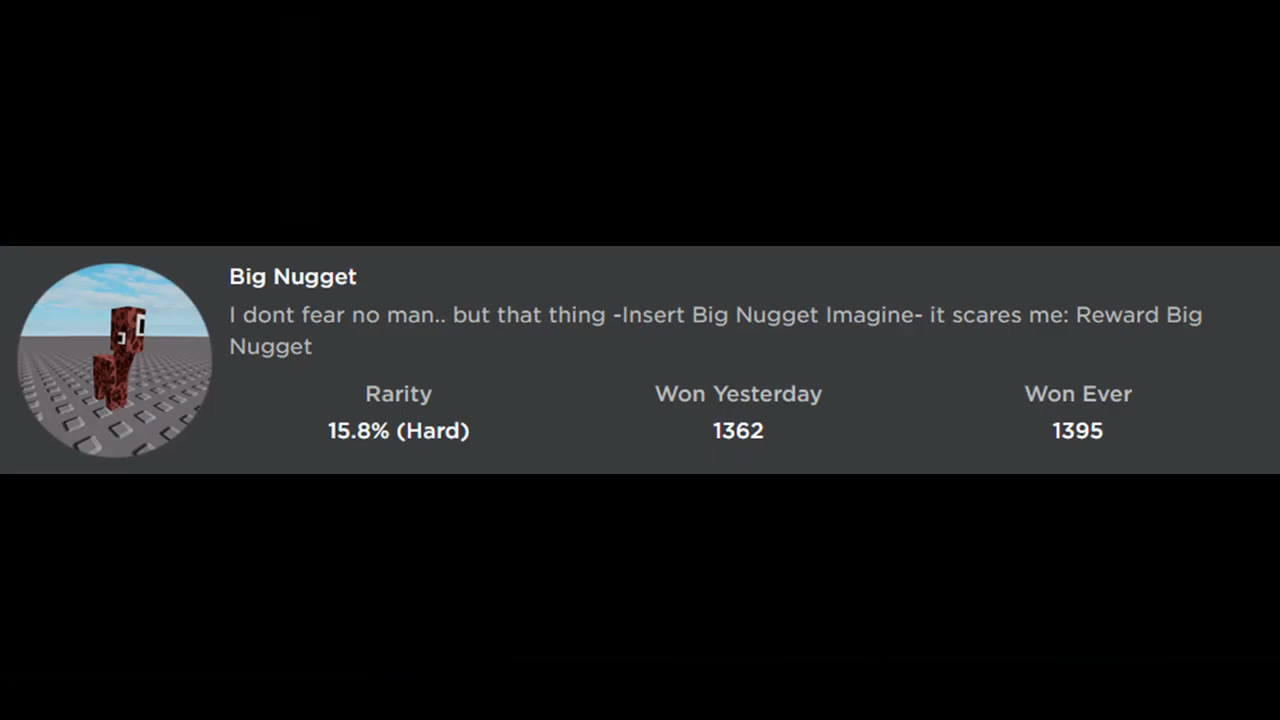 Big Nugget
I dont fear no man.. but that thing -Insert Big Nugget Imagine- it scares me: Reward Big
Nugget
Rarity Won Yesterday Won Ever
15.8% (Hard) 1362 1395